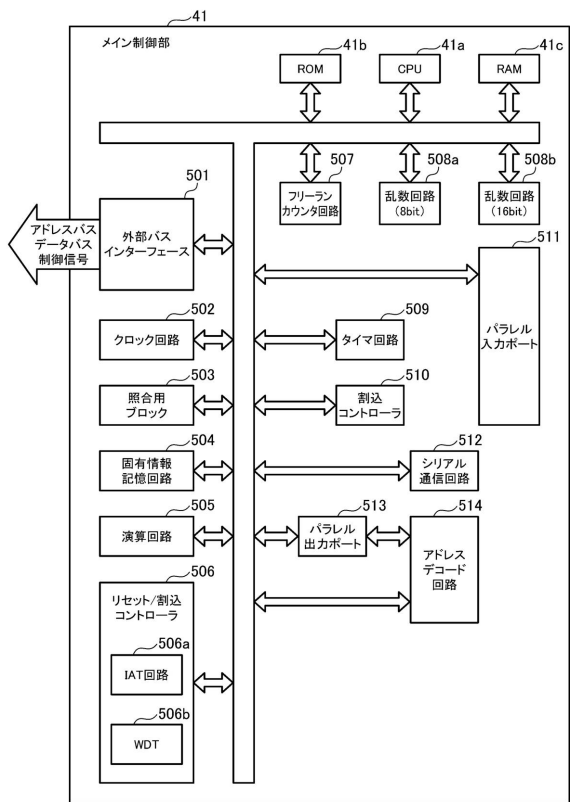 41
メイン制御部
41b
41a
41c
ROM
CPU
RAM
507
508a
508b
フリーラン
カウンタ回路
乱数回路
(8bit)
乱数回路
(16bit)
501
外部バス
インターフェース
アドレスバス
データバス
制御信号
511
パラレル
入力ポート
502
クロック回路
509
タイマ回路
503
照合用
ブロック
510
割込
コントローラ
504
固有情報
記憶回路
512
シリアル
通信回路
505
演算回路
513
パラレル
出力ポート
514
アドレス
デコード
回路
506
リセット/割込
コントローラ
506a
IAT回路
506b
WDT